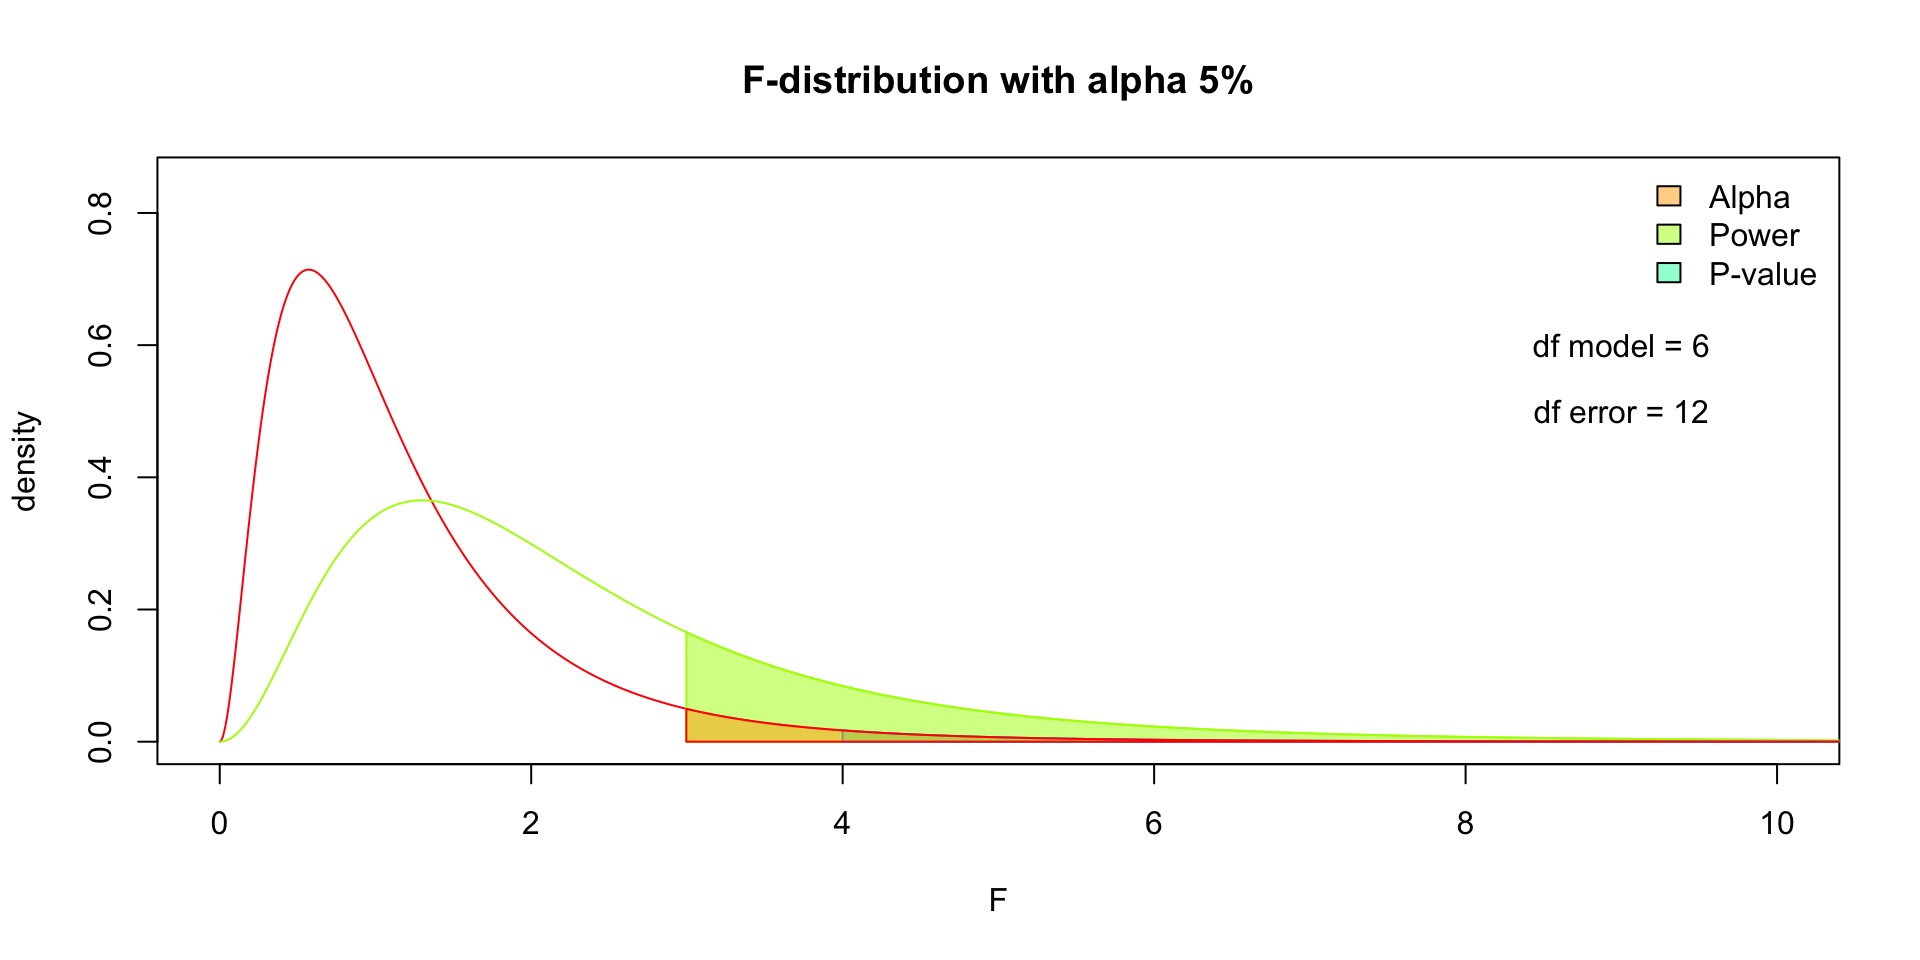 F-distribution with alpha 5%
Alpha
Power
P-value
df model = 6
df error = 12
density
0.8
0.6
0.4
0.2
0.0
0 2 4 6 8 10
F